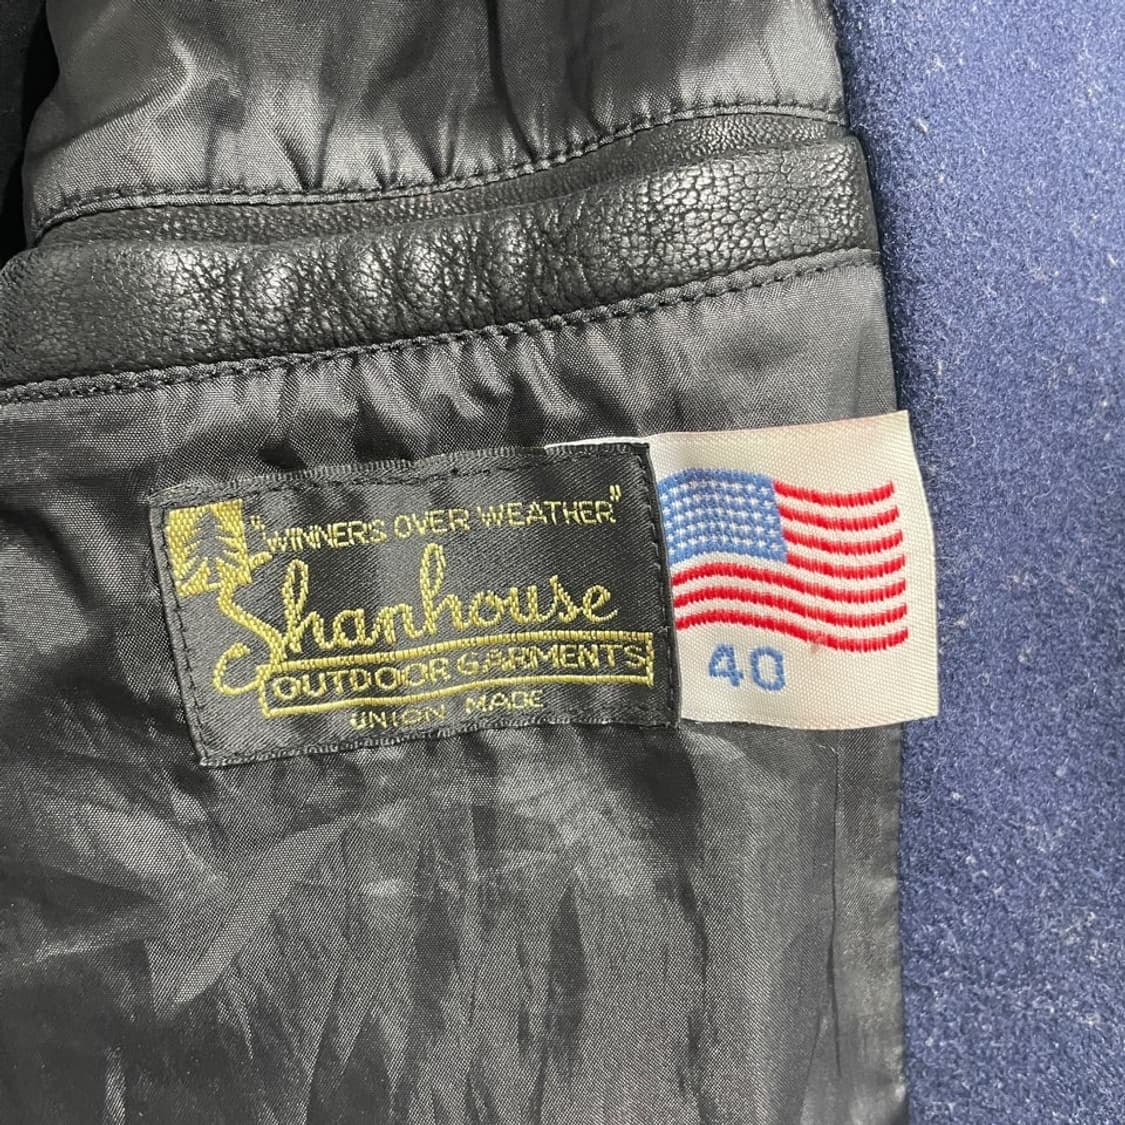 "WINNERS OVER WEATHER"
Shanhouse
OUTDOOR GARMENTS
UNION MADE
40